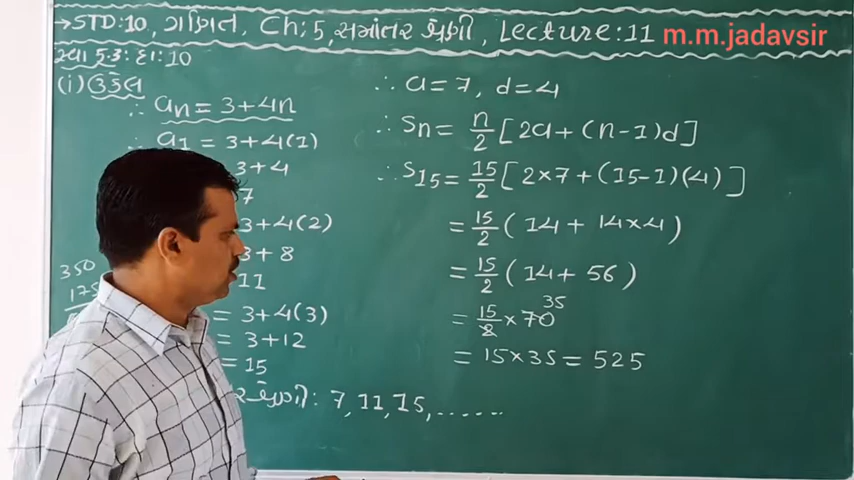 →STD:10, ગણિત, Ch:5, સમાંતર શ્રેણી, Lecture:11 m.m.jadavsir
સ્વા 5.3: દા:10
(i) ઉકેલ
∴ an = 3+4n
∴ a1 = 3+4(1)
3+4
7
3+4(2)
3+8
11
= 3+4(3)
= 3+12
= 15
350
175
શ્રેણી: 7,11,15,......
∴ a=7, d=4
∴ Sn= n/2 [2a+(n-1)d]
∴ S15= 15/2 [2×7+(15-1)(4)]
= 15/2 (14+14×4)
= 15/2 (14+56)
= 15/2 ×70 35
= 15×35=525